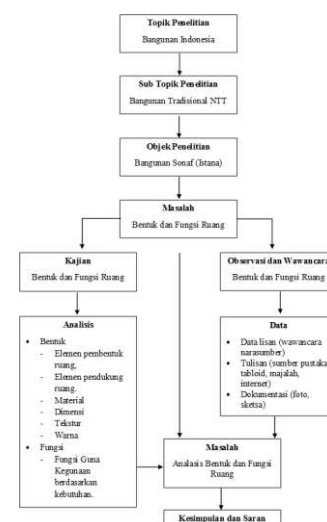 Topik Penelitian
Bangunan Indonesia
Sub Topik Penelitian
Bangunan Tradisional NTT
Objek Penelitian
Bangunan Sonaf (Istana)
Masalah
Bentuk dan Fungsi Ruang
Kajian
Bentuk dan Fungsi Ruang
Observasi dan Wawancara
Bentuk dan Fungsi Ruang
Analisis
• Bentuk
- Elemen pembentuk
ruang,
- Elemen pendukung
ruang.
- Material
- Dimensi
- Tekstur
- Warna
• Fungsi
- Fungsi Guna
Kegunaan
berdasarkan
kebutuhan.
Data
• Data lisan (wawancara
narasumber)
• Tulisan (sumber pustaka,
tabloid, majalah,
internet)
• Dokumentasi (foto,
sketsa)
Masalah
Analasis Bentuk dan Fungsi
Ruang
Kesimpulan dan Saran